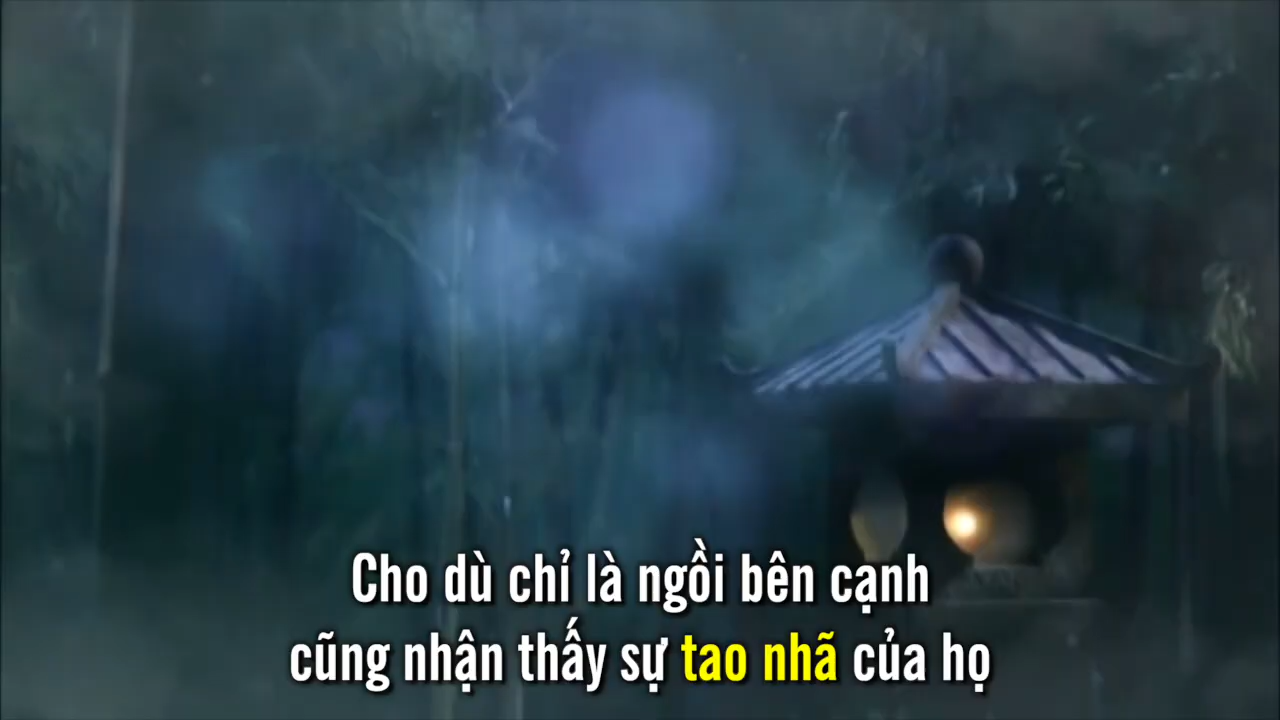 Cho dù chỉ là ngồi bên cạnh
cũng nhận thấy sự tao nhã của họ